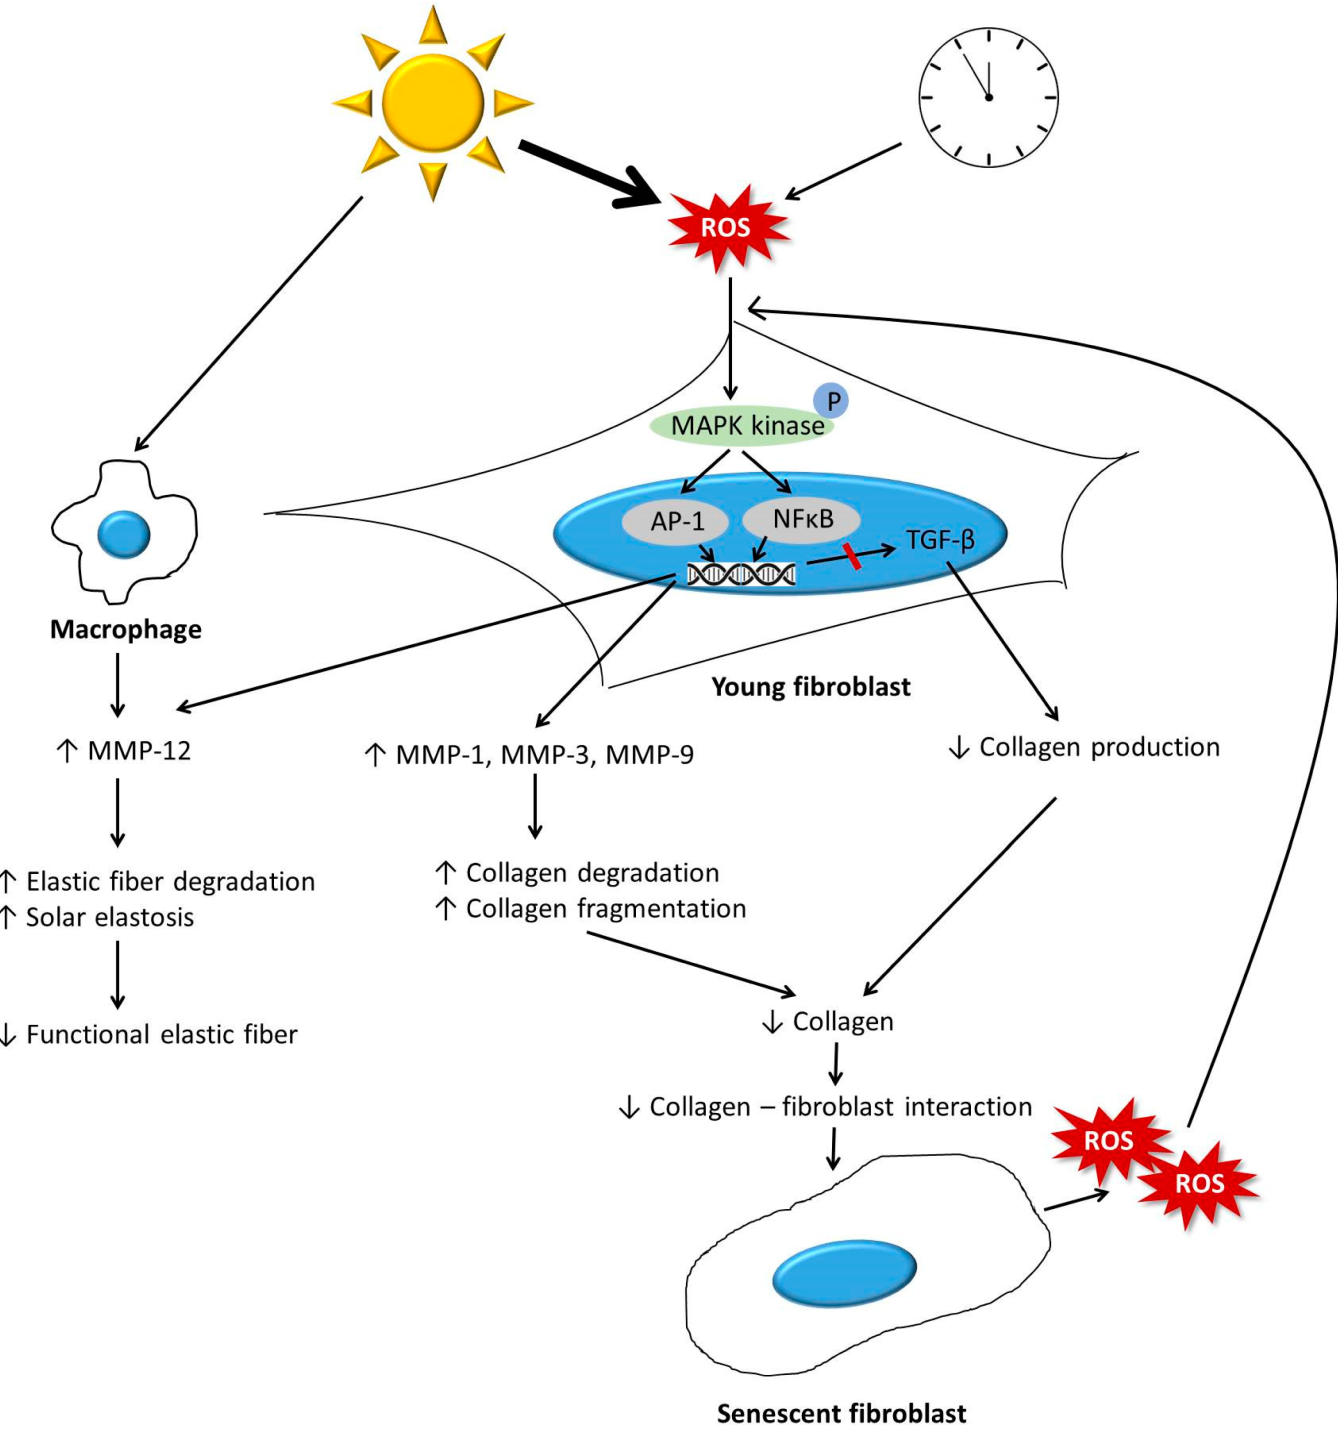 ROS
P
MAPK kinase
AP-1
NFκB
TGF-β
Macrophage
Young fibroblast
↑ MMP-12
↑ MMP-1, MMP-3, MMP-9
↓ Collagen production
↑ Elastic fiber degradation
↑ Solar elastosis
↑ Collagen degradation
↑ Collagen fragmentation
↓ Functional elastic fiber
↓ Collagen
↓ Collagen – fibroblast interaction
ROS
ROS
Senescent fibroblast